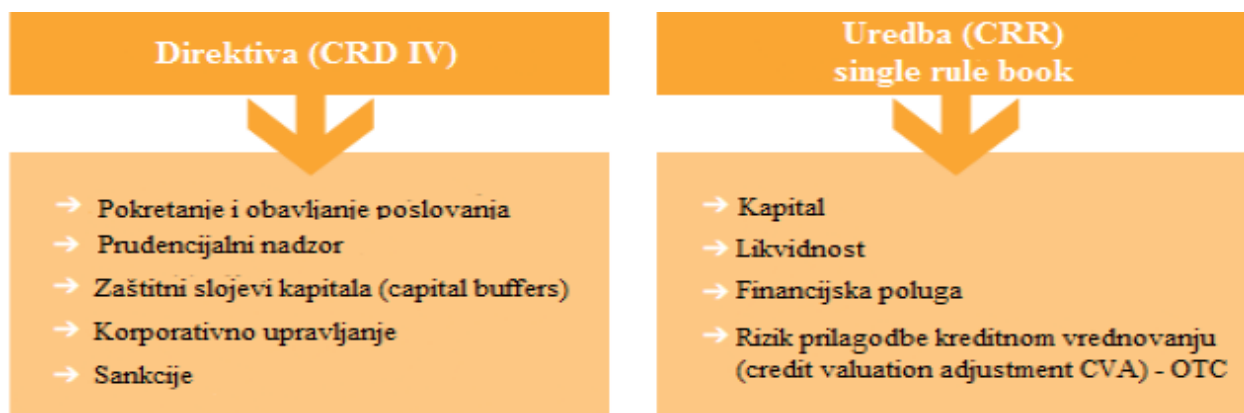 Direktiva (CRD IV)
Pokretanje i obavljanje poslovanja
Prudencijalni nadzor
Zaštitni slojevi kapitala (capital buffers)
Korporativno upravljanje
Sankcije
Uredba (CRR)
single rule book
Kapital
Likvidnost
Financijska poluga
Rizik prilagodbe kreditnom vrednovanju
(credit valuation adjustment CVA) - OTC